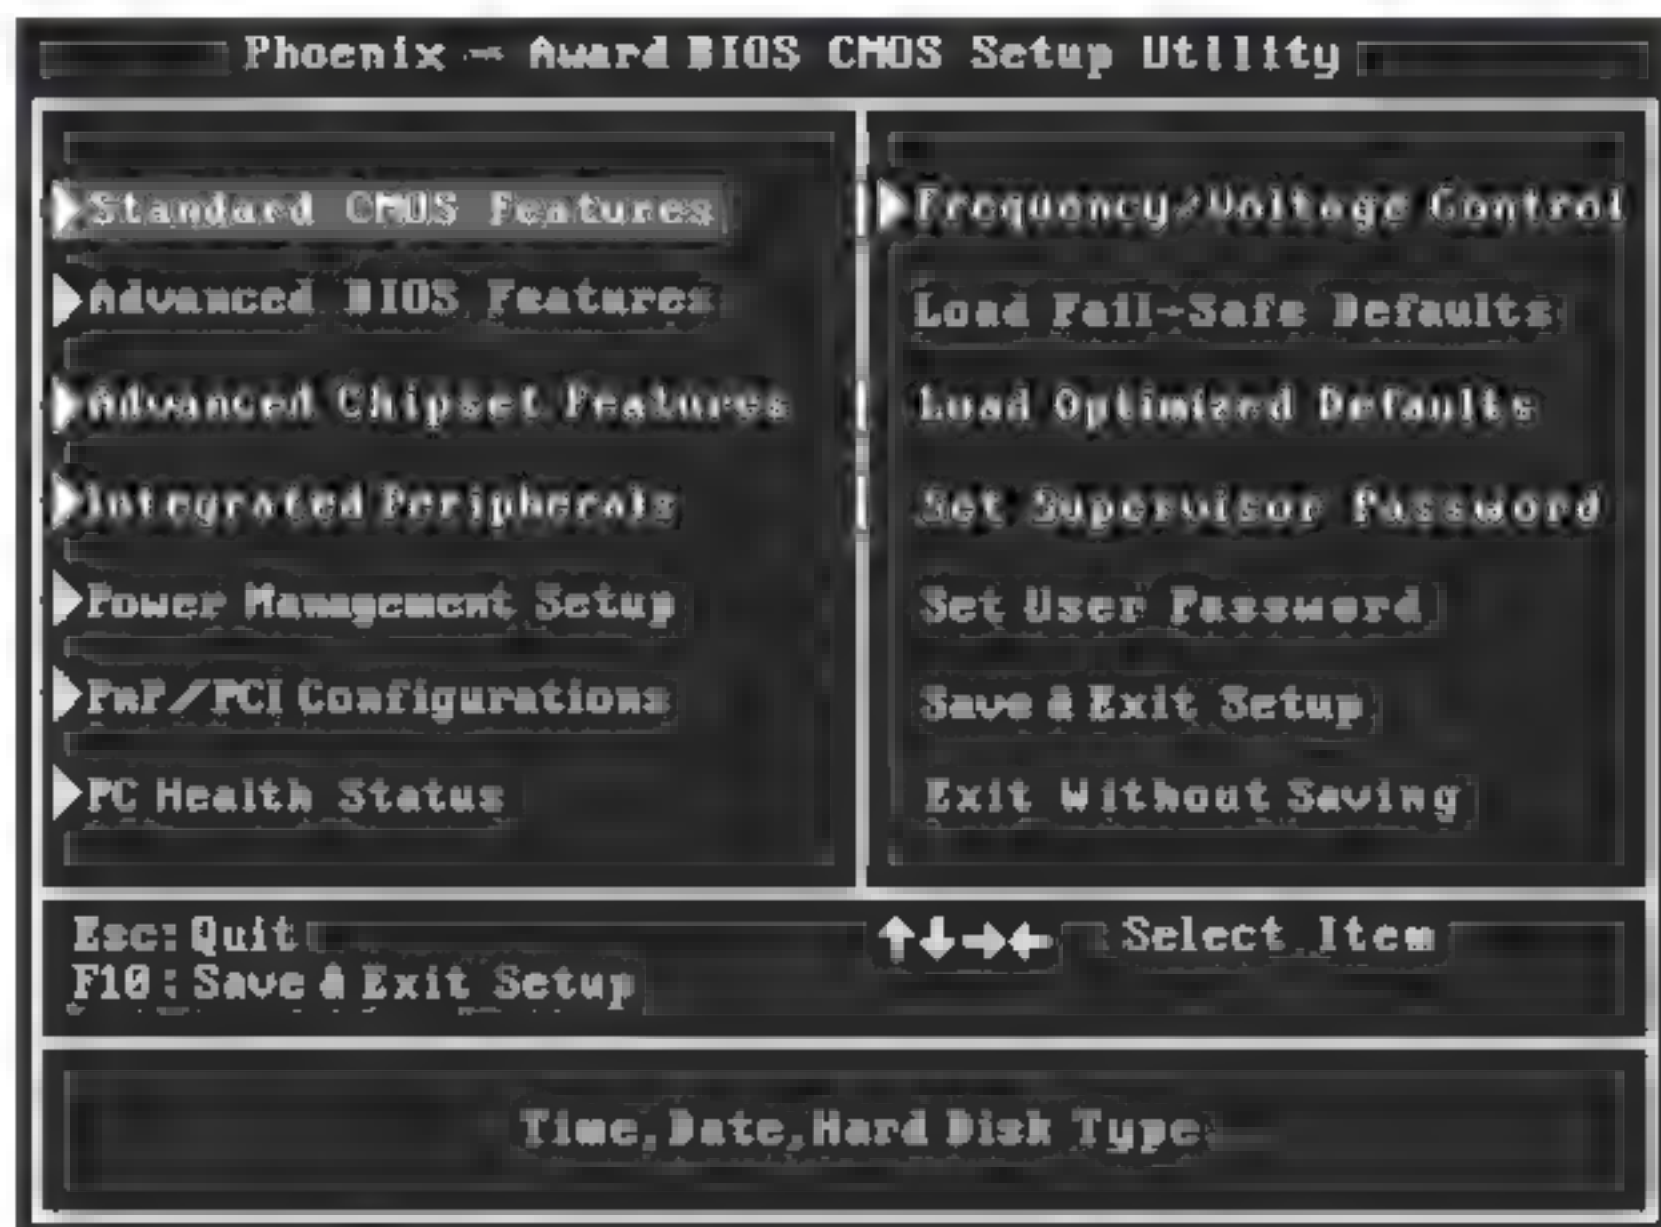 Phoenix - Award BIOS CMOS Setup Utility
Standard CMOS Features
Advanced BIOS Features
Advanced Chipset Features
Integrated Peripherals
Power Management Setup
PnP/PCI Configurations
PC Health Status
Frequency/Voltage Control
Load Fail-Safe Defaults
Load Optimized Defaults
Set Supervisor Password
Set User Password
Save & Exit Setup
Exit Without Saving
Esc: Quit
F10: Save & Exit Setup
↑↓→← : Select Item
Time, Date, Hard Disk Type